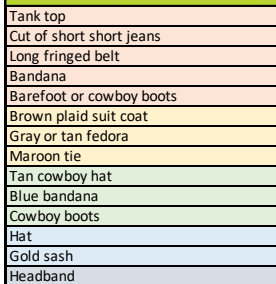 Tank top
Cut of short short jeans
Long fringed belt
Bandana
Barefoot or cowboy boots
Brown plaid suit coat
Gray or tan fedora
Maroon tie
Tan cowboy hat
Blue bandana
Cowboy boots
Hat
Gold sash
Headband